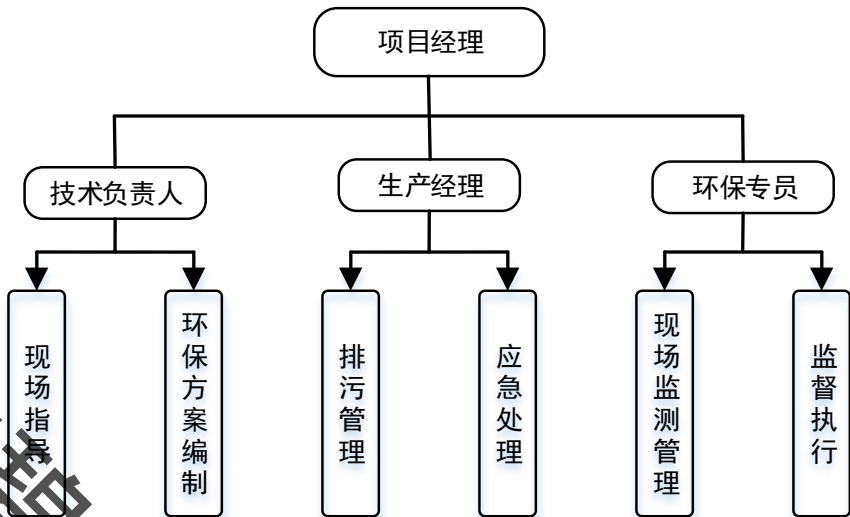 项目经理
技术负责人
生产经理
环保专员
现场指导
环保方案编制
排污管理
应急处理
现场监测管理
监督执行